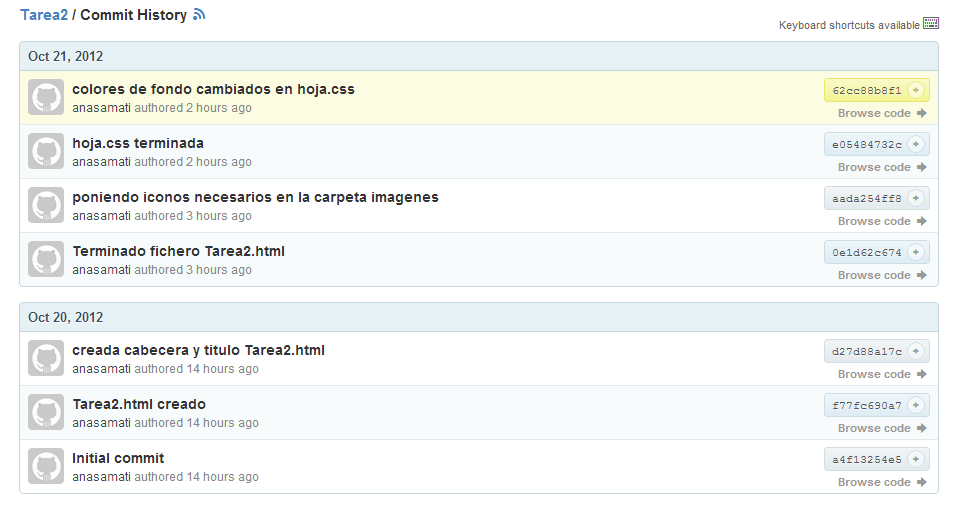 Tarea2 / Commit History
Keyboard shortcuts available
Oct 21, 2012
colores de fondo cambiados en hoja.css
62cc88b8f1
anasamati authored 2 hours ago
Browse code
hoja.css terminada
e05484732c
anasamati authored 2 hours ago
Browse code
poniendo iconos necesarios en la carpeta imagenes
aada254ff8
anasamati authored 3 hours ago
Browse code
Terminado fichero Tarea2.html
0e1d62c674
anasamati authored 3 hours ago
Browse code
Oct 20, 2012
creada cabecera y titulo Tarea2.html
d27d88a17c
anasamati authored 14 hours ago
Browse code
Tarea2.html creado
f77fc690a7
anasamati authored 14 hours ago
Browse code
Initial commit
a4f13254e5
anasamati authored 14 hours ago
Browse code